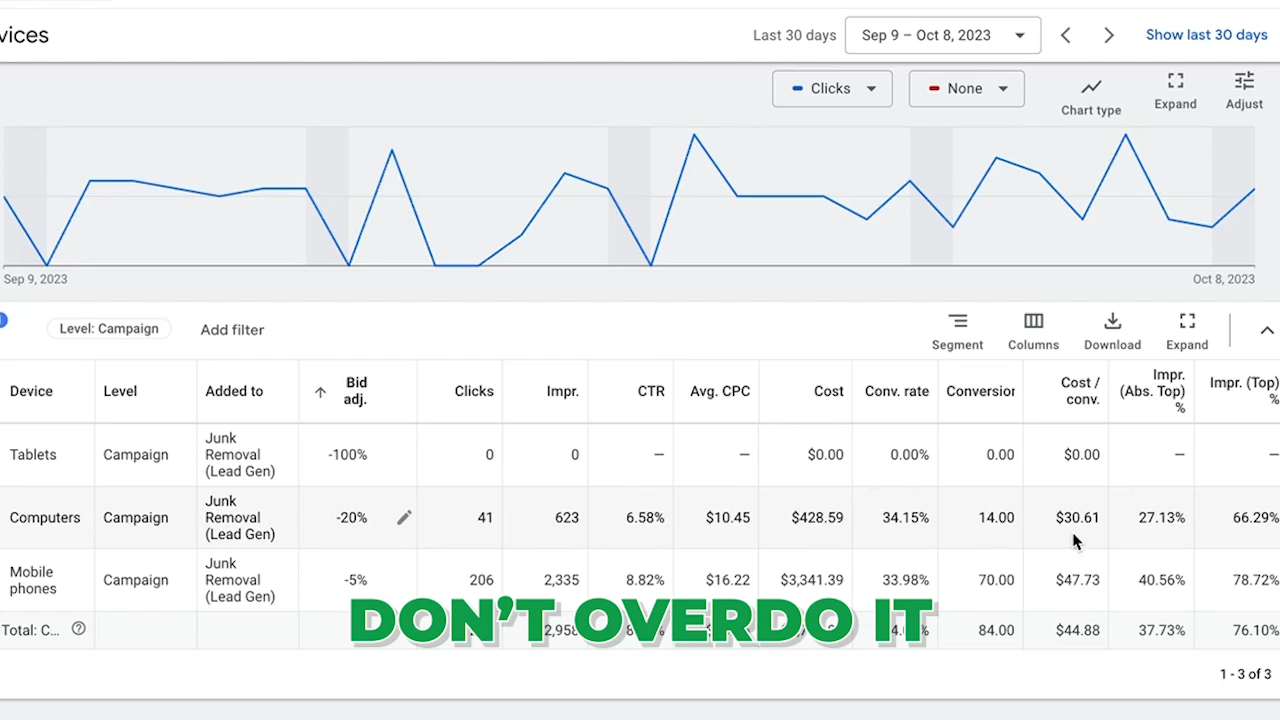 vices
Last 30 days
Sep 9 – Oct 8, 2023
Show last 30 days
Clicks
None
Chart type
Expand
Adjust
Sep 9, 2023
Oct 8, 2023
Level: Campaign
Add filter
Segment
Columns
Download
Expand
Device Level Added to Bid adj. Clicks Impr. CTR Avg. CPC Cost Conv. rate Conversior Cost / conv. Impr. (Abs. Top) % Impr. (Top) %
Tablets Campaign Junk Removal (Lead Gen) -100% 0 0 — — $0.00 0.00% 0.00 $0.00 — —
Computers Campaign Junk Removal (Lead Gen) -20% 41 623 6.58% $10.45 $428.59 34.15% 14.00 $30.61 27.13% 66.29%
Mobile phones Campaign Junk Removal (Lead Gen) -5% 206 2,335 8.82% $16.22 $3,341.39 33.98% 70.00 $47.73 40.56% 78.72%
Total: C... 2,958 84.00 $44.88 37.73% 76.10%
DON'T OVERDO IT
1 - 3 of 3